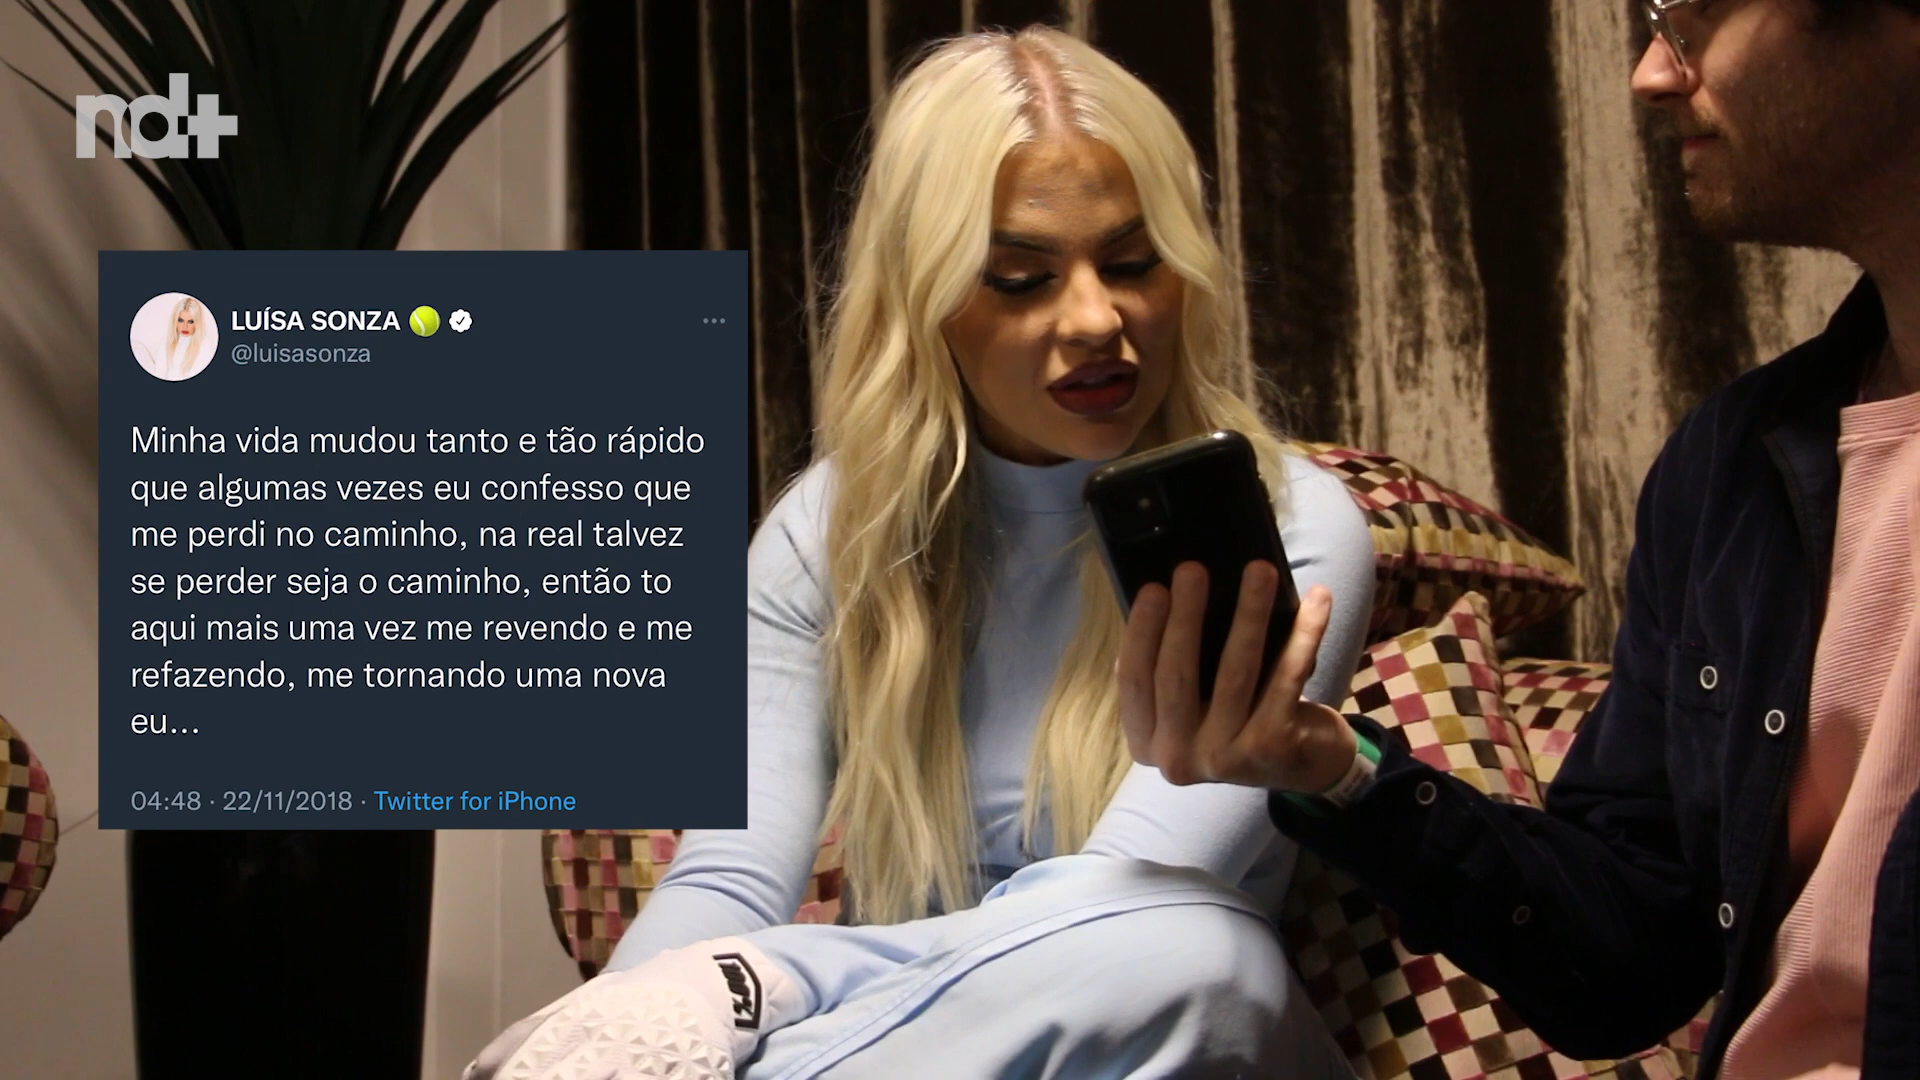 nd+
LUÍSA SONZA
@luisasonza
Minha vida mudou tanto e tão rápido
que algumas vezes eu confesso que
me perdi no caminho, na real talvez
se perder seja o caminho, então to
aqui mais uma vez me revendo e me
refazendo, me tornando uma nova
eu...
04:48 · 22/11/2018 · Twitter for iPhone
100%